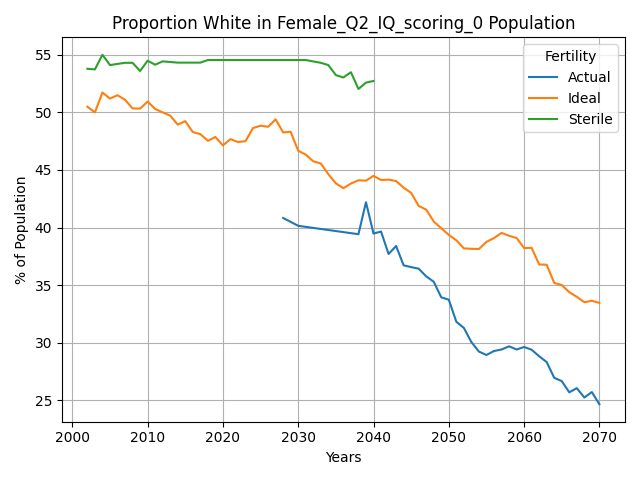 Proportion White in Female_Q2_IQ_scoring_0 Population
% of Population
55
50
45
40
35
30
25
Fertility
Actual
Ideal
Sterile
2000 2010 2020 2030 2040 2050 2060 2070
Years